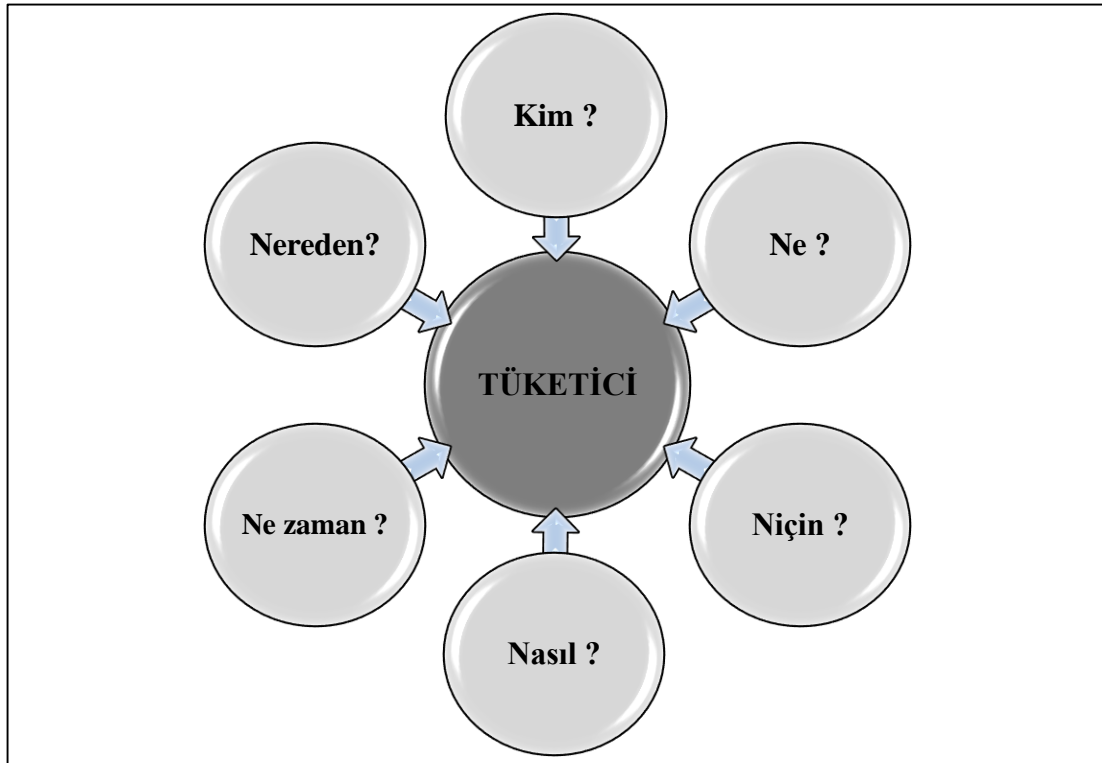 Kim ?
Nereden?
Ne ?
TÜKETİCİ
Ne zaman ?
Niçin ?
Nasıl ?